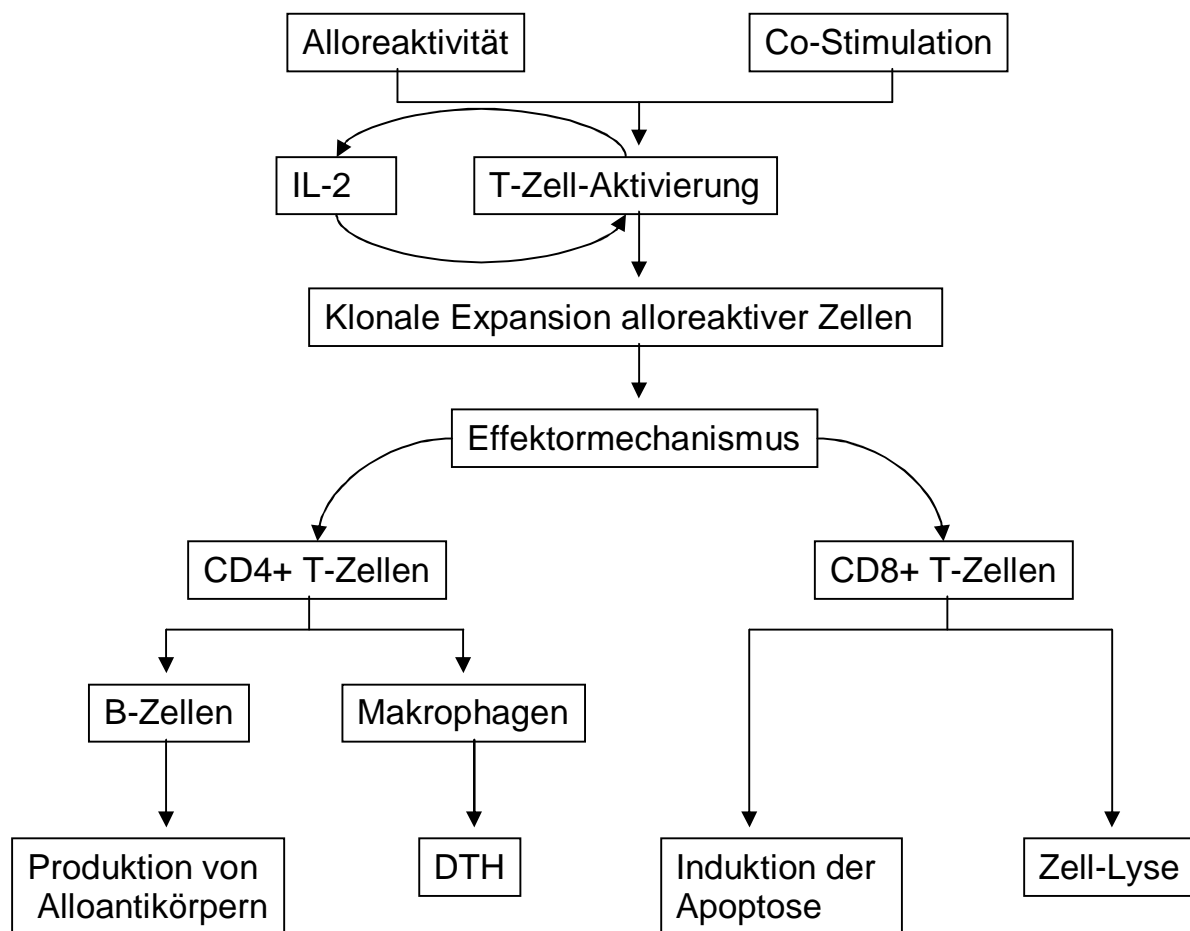 Alloreaktivität
Co-Stimulation
IL-2
T-Zell-Aktivierung
Klonale Expansion alloreaktiver Zellen
Effektormechanismus
CD4+ T-Zellen
CD8+ T-Zellen
B-Zellen
Makrophagen
Produktion von
Alloantikörpern
DTH
Induktion der
Apoptose
Zell-Lyse